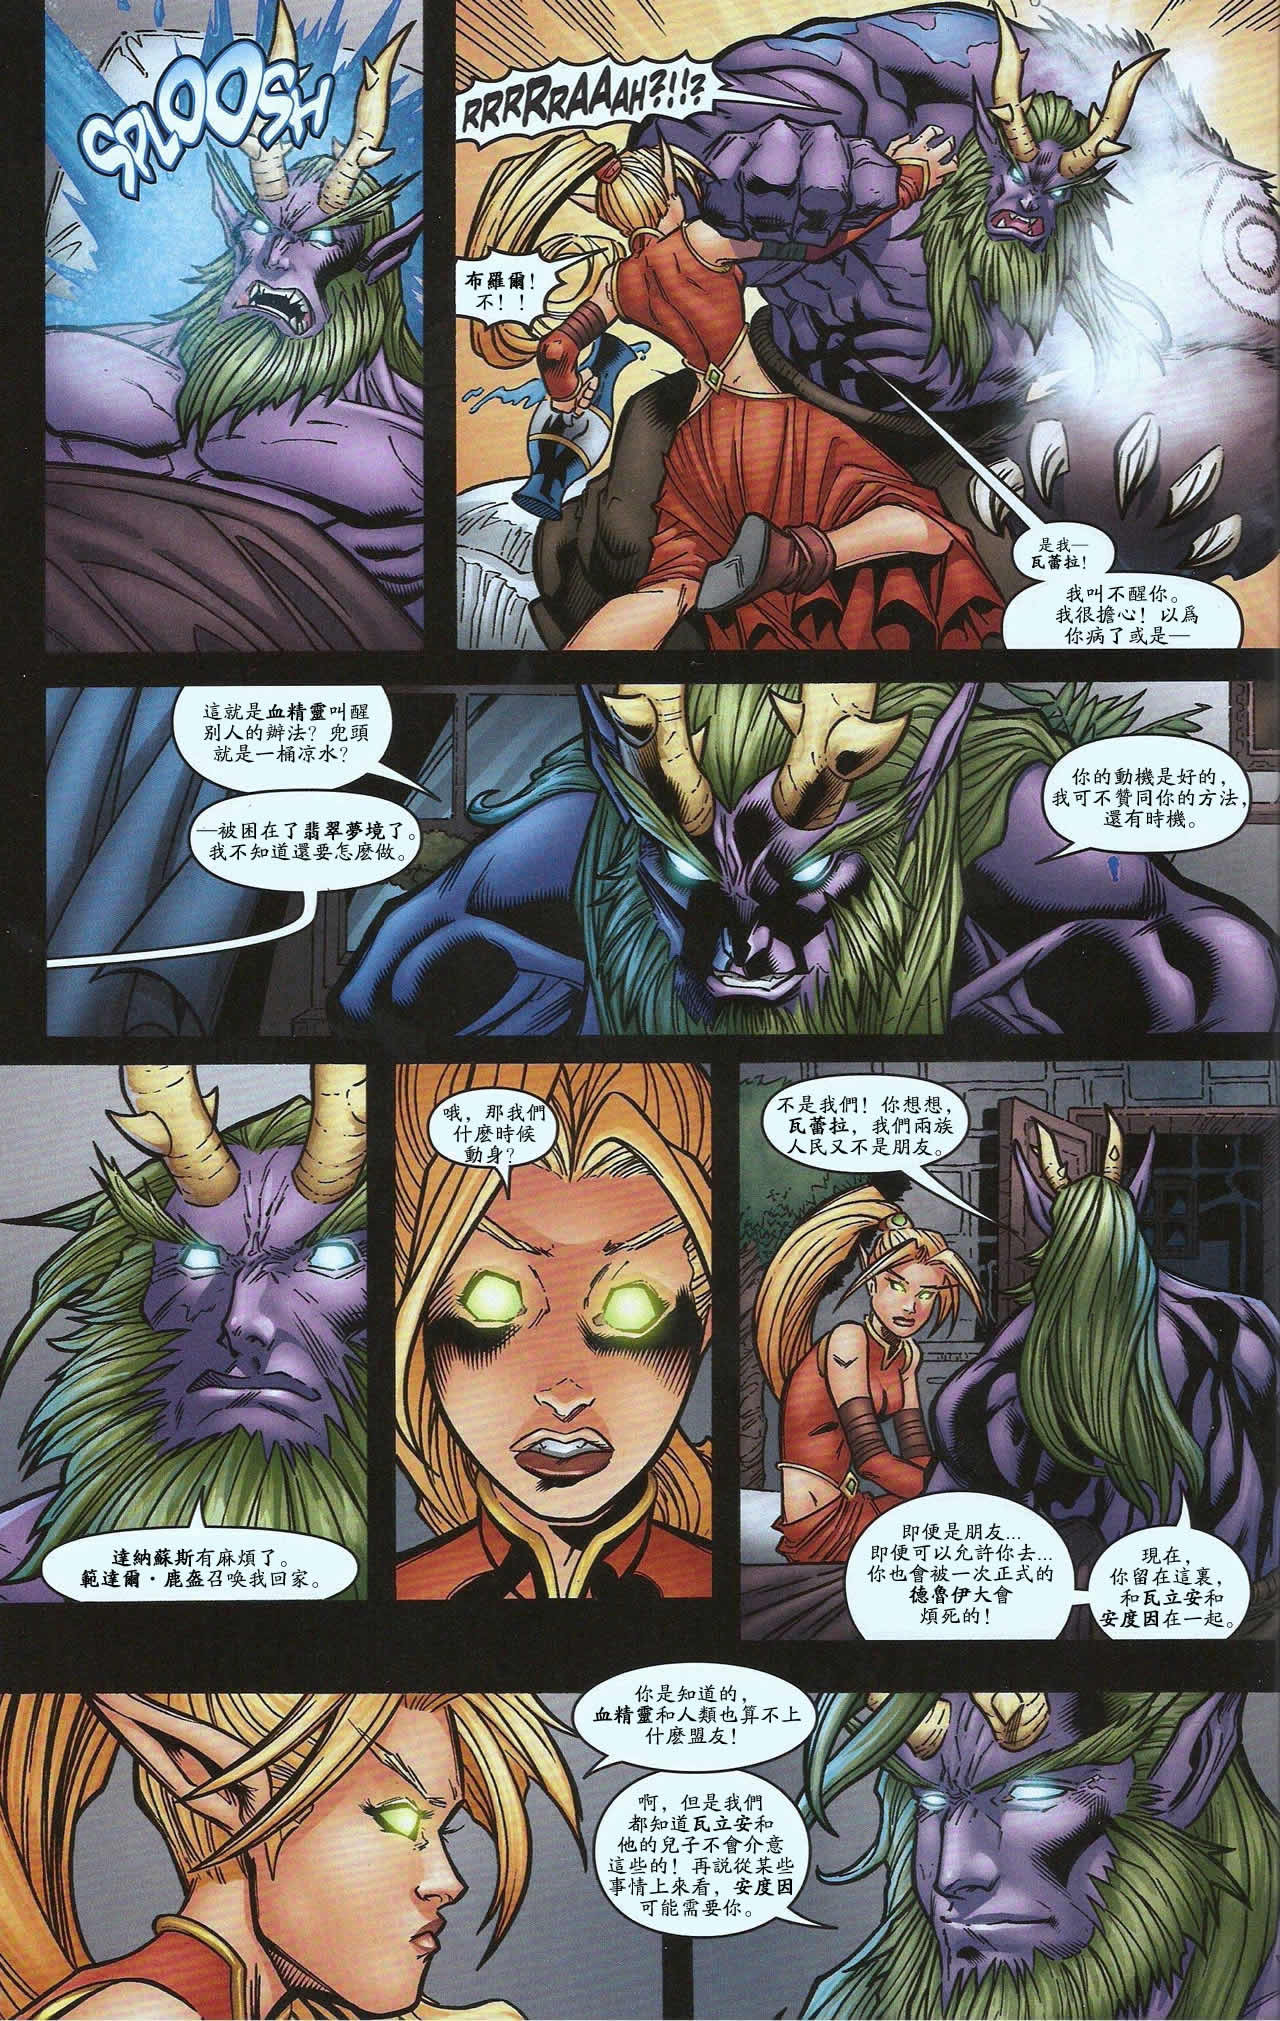 SPLOOSH
RRRRRAAAH?!!?
布羅爾!
不!!
是我—
瓦蕾拉!
我叫不醒你。
我很擔心!以爲
你病了或是—
這就是血精靈叫醒
别人的辦法?兜頭
就是一桶凉水?
—被困在了翡翠夢境了。
我不知道還要怎麽做。
你的動機是好的,
我可不贊同你的方法,
還有時機。
達納蘇斯有麻煩了。
範達爾·鹿盔召唤我回家。
哦,那我們
什麽時候
動身?
不是我們!你想想,
瓦蕾拉,我們兩族
人民又不是朋友。
即便是朋友...
即便可以允許你去...
你也會被一次正式的
德魯伊大會
煩死的!
現在,
你留在這裏,
和瓦立安和
安度因在一起。
你是知道的,
血精靈和人類也算不上
什麽盟友!
啊,但是我們
都知道瓦立安和
他的兒子不會介意
這些的!再説從某些
事情上來看,安度因
可能需要你。